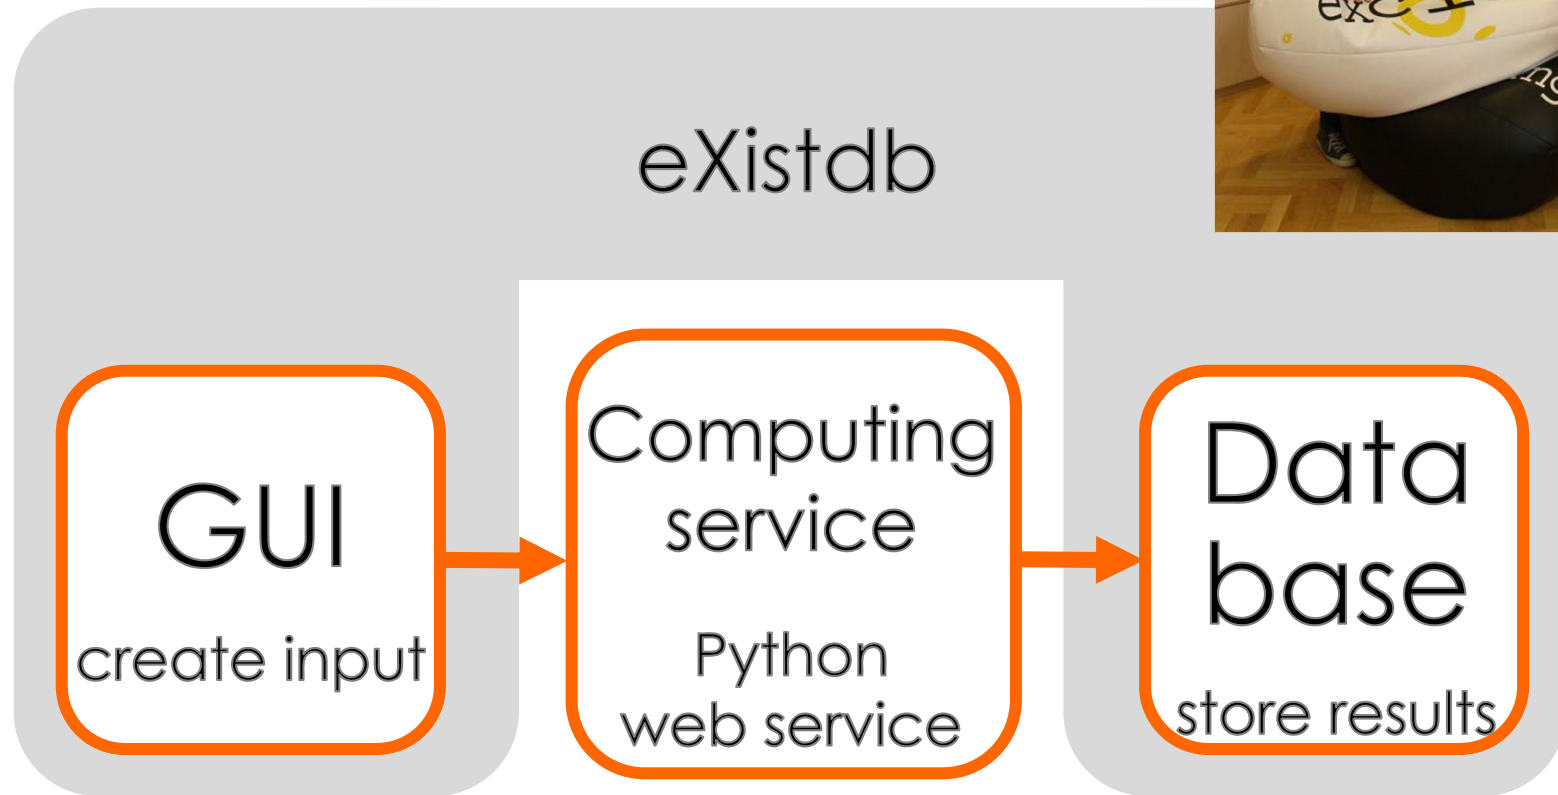 eXistdb
GUI
create input
Computing
service
Python
web service
Data
base
store results